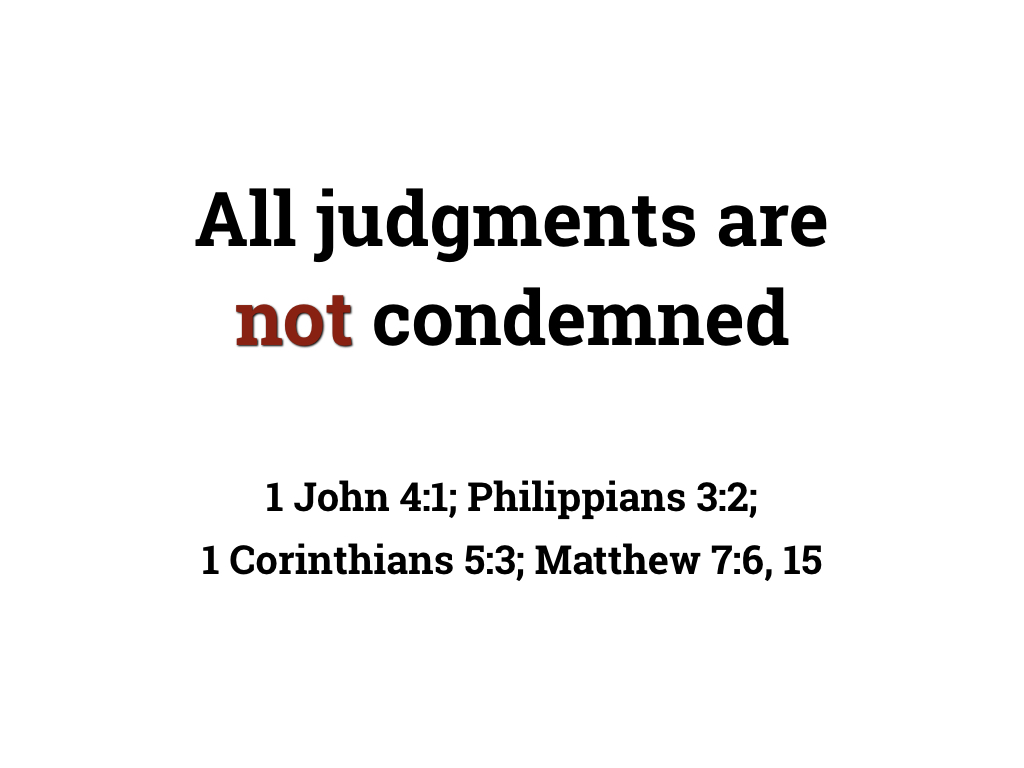 All judgments are
not condemned
1 John 4:1; Philippians 3:2;
1 Corinthians 5:3; Matthew 7:6, 15